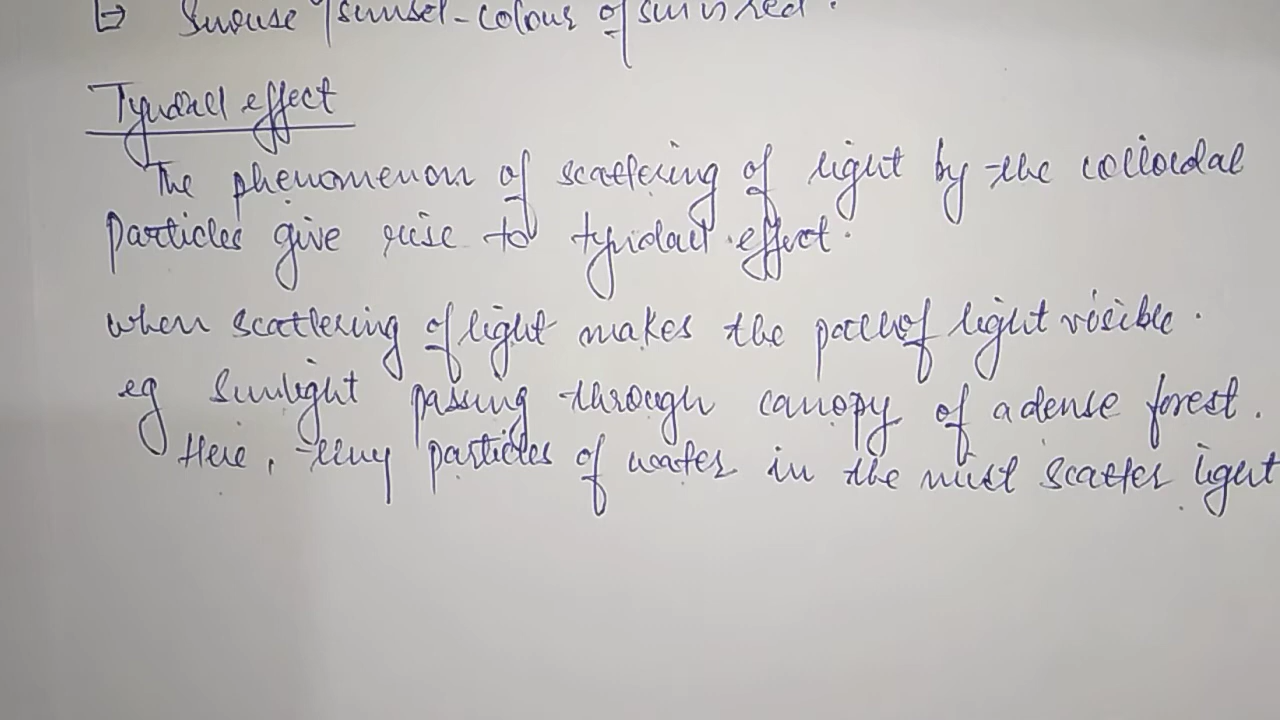 ↳ Sunrise / sunset - colour of sun is red.
Tyndall effect
The phenomenon of scattering of light by the colloidal
particles give rise to tyndall effect.
when scattering of light makes the path of light visible.
eg Sunlight passing through canopy of a dense forest.
Here, tiny particles of water in the mist scatter light